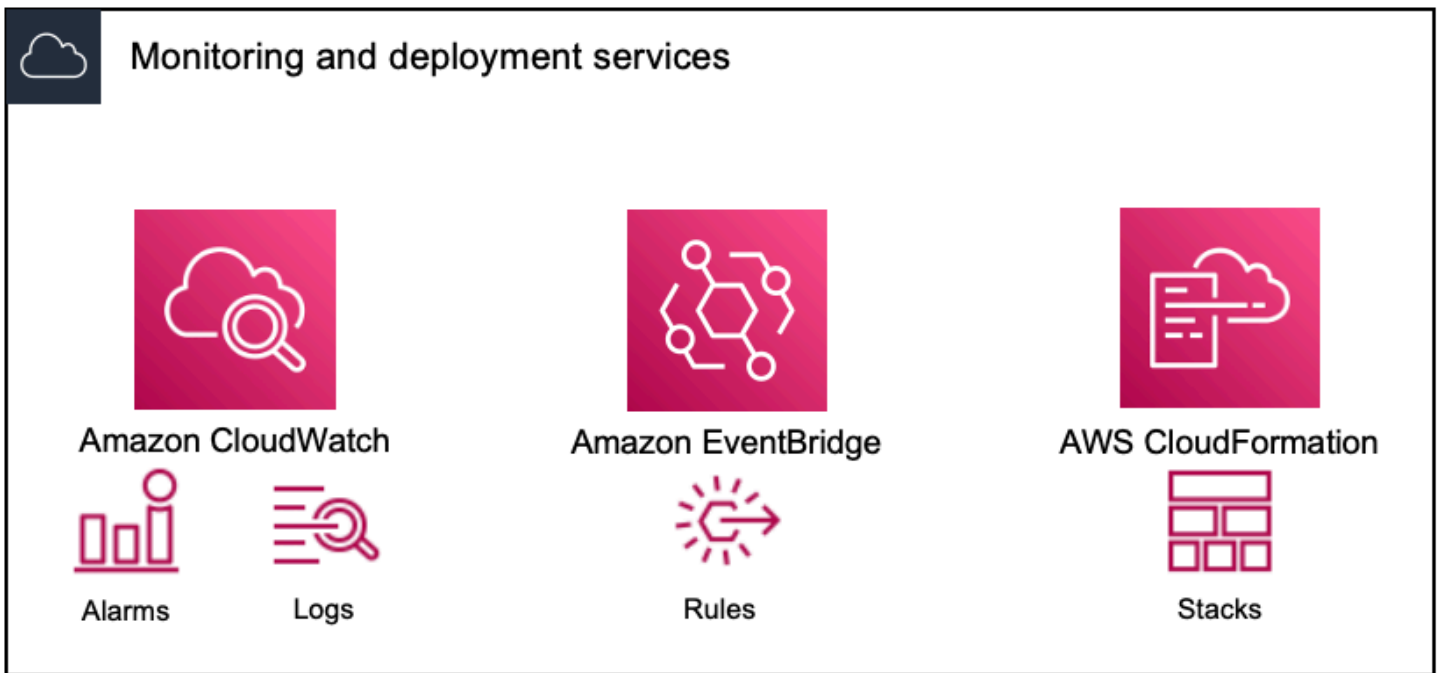 Monitoring and deployment services
Amazon CloudWatch
Amazon EventBridge
AWS CloudFormation
Alarms
Logs
Rules
Stacks